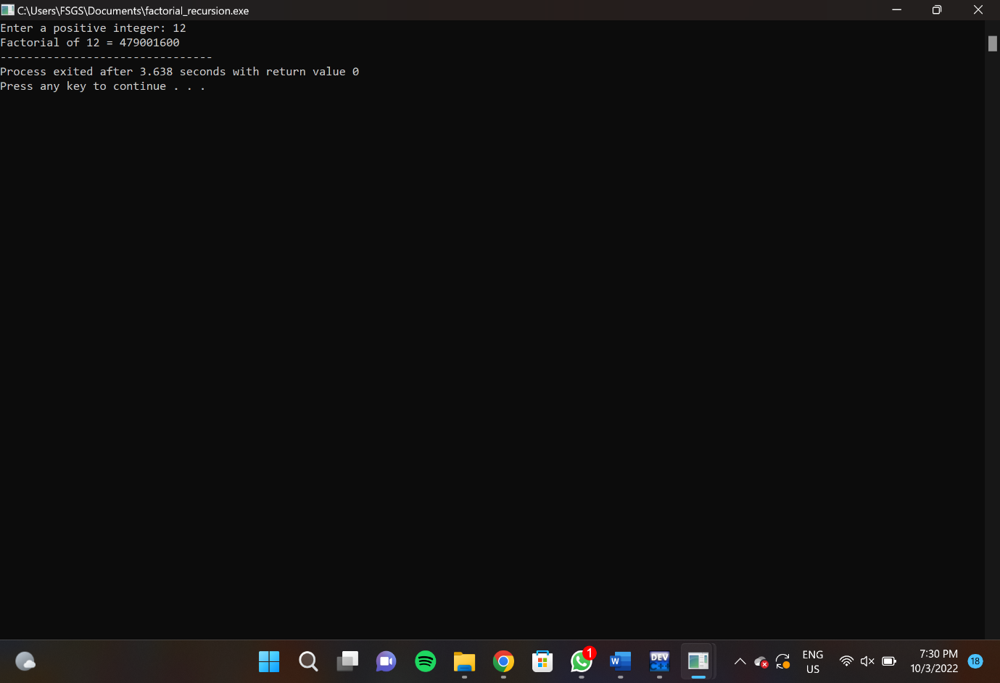 C:\Users\FSGS\Documents\factorial_recursion.exe
Enter a positive integer: 12
Factorial of 12 = 479001600
--------------------------------
Process exited after 3.638 seconds with return value 0
Press any key to continue . . .
1
W
DEV
C++
ENG
US
7:30 PM
10/3/2022
18